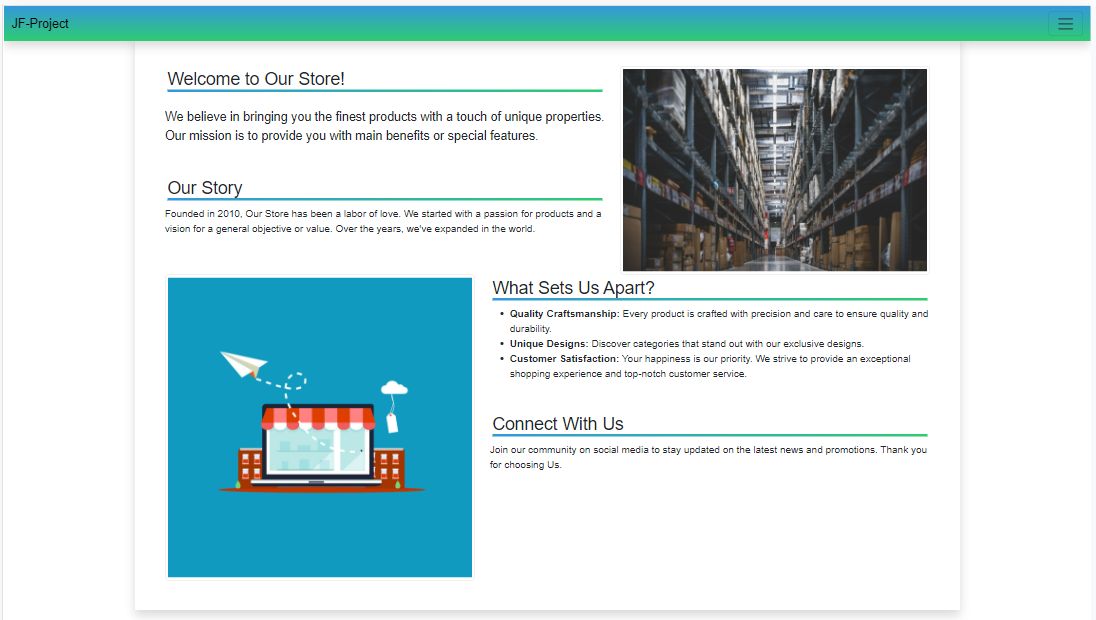 JF-Project
Welcome to Our Store!
We believe in bringing you the finest products with a touch of unique properties.
Our mission is to provide you with main benefits or special features.
Our Story
Founded in 2010, Our Store has been a labor of love. We started with a passion for products and a
vision for a general objective or value. Over the years, we've expanded in the world.
What Sets Us Apart?
• Quality Craftsmanship: Every product is crafted with precision and care to ensure quality and
durability.
• Unique Designs: Discover categories that stand out with our exclusive designs.
• Customer Satisfaction: Your happiness is our priority. We strive to provide an exceptional
shopping experience and top-notch customer service.
Connect With Us
Join our community on social media to stay updated on the latest news and promotions. Thank you
for choosing Us.